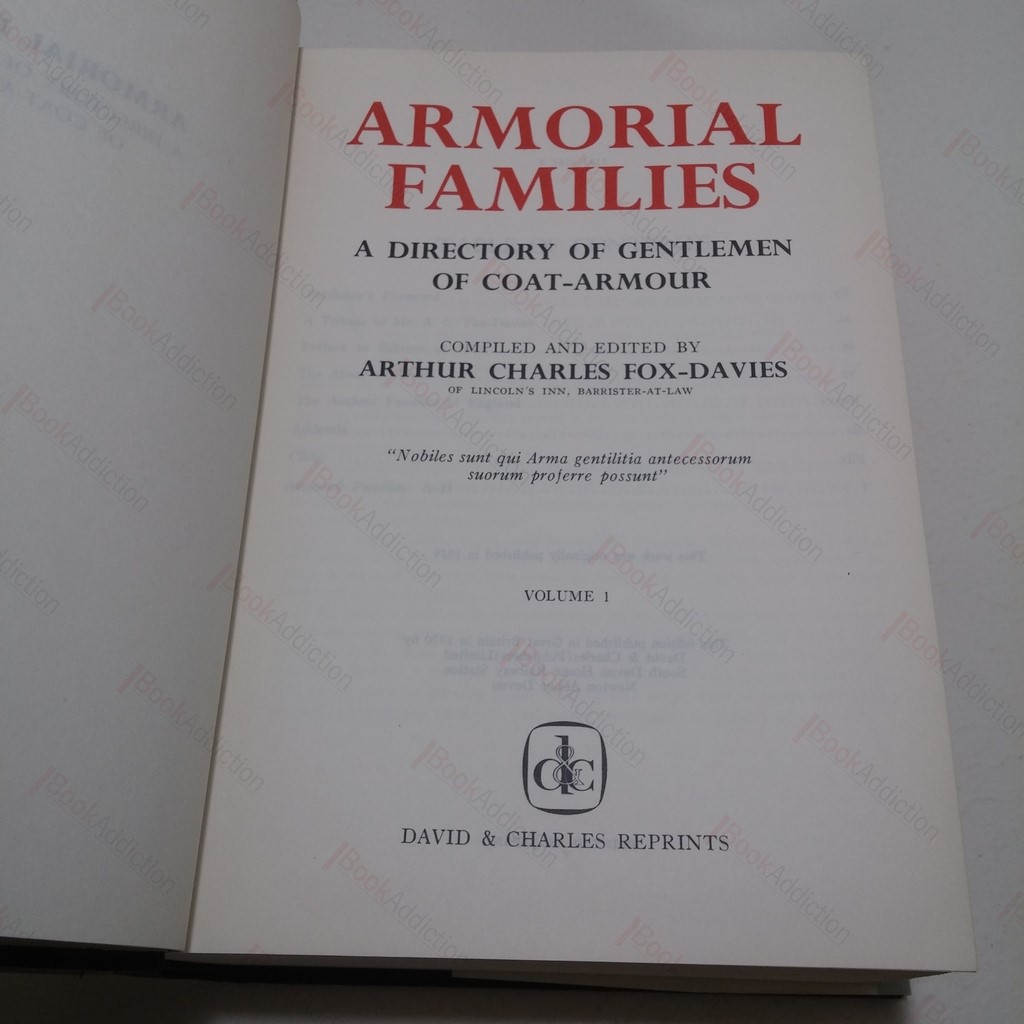 ARMORIAL
FAMILIES
A DIRECTORY OF GENTLEMEN
OF COAT-ARMOUR
COMPILED AND EDITED BY
ARTHUR CHARLES FOX-DAVIES
OF LINCOLN'S INN, BARRISTER-AT-LAW
"Nobiles sunt qui Arma gentilitia antecessorum
suorum proferre possunt"
VOLUME 1
d&c
DAVID & CHARLES REPRINTS
BookAddiction